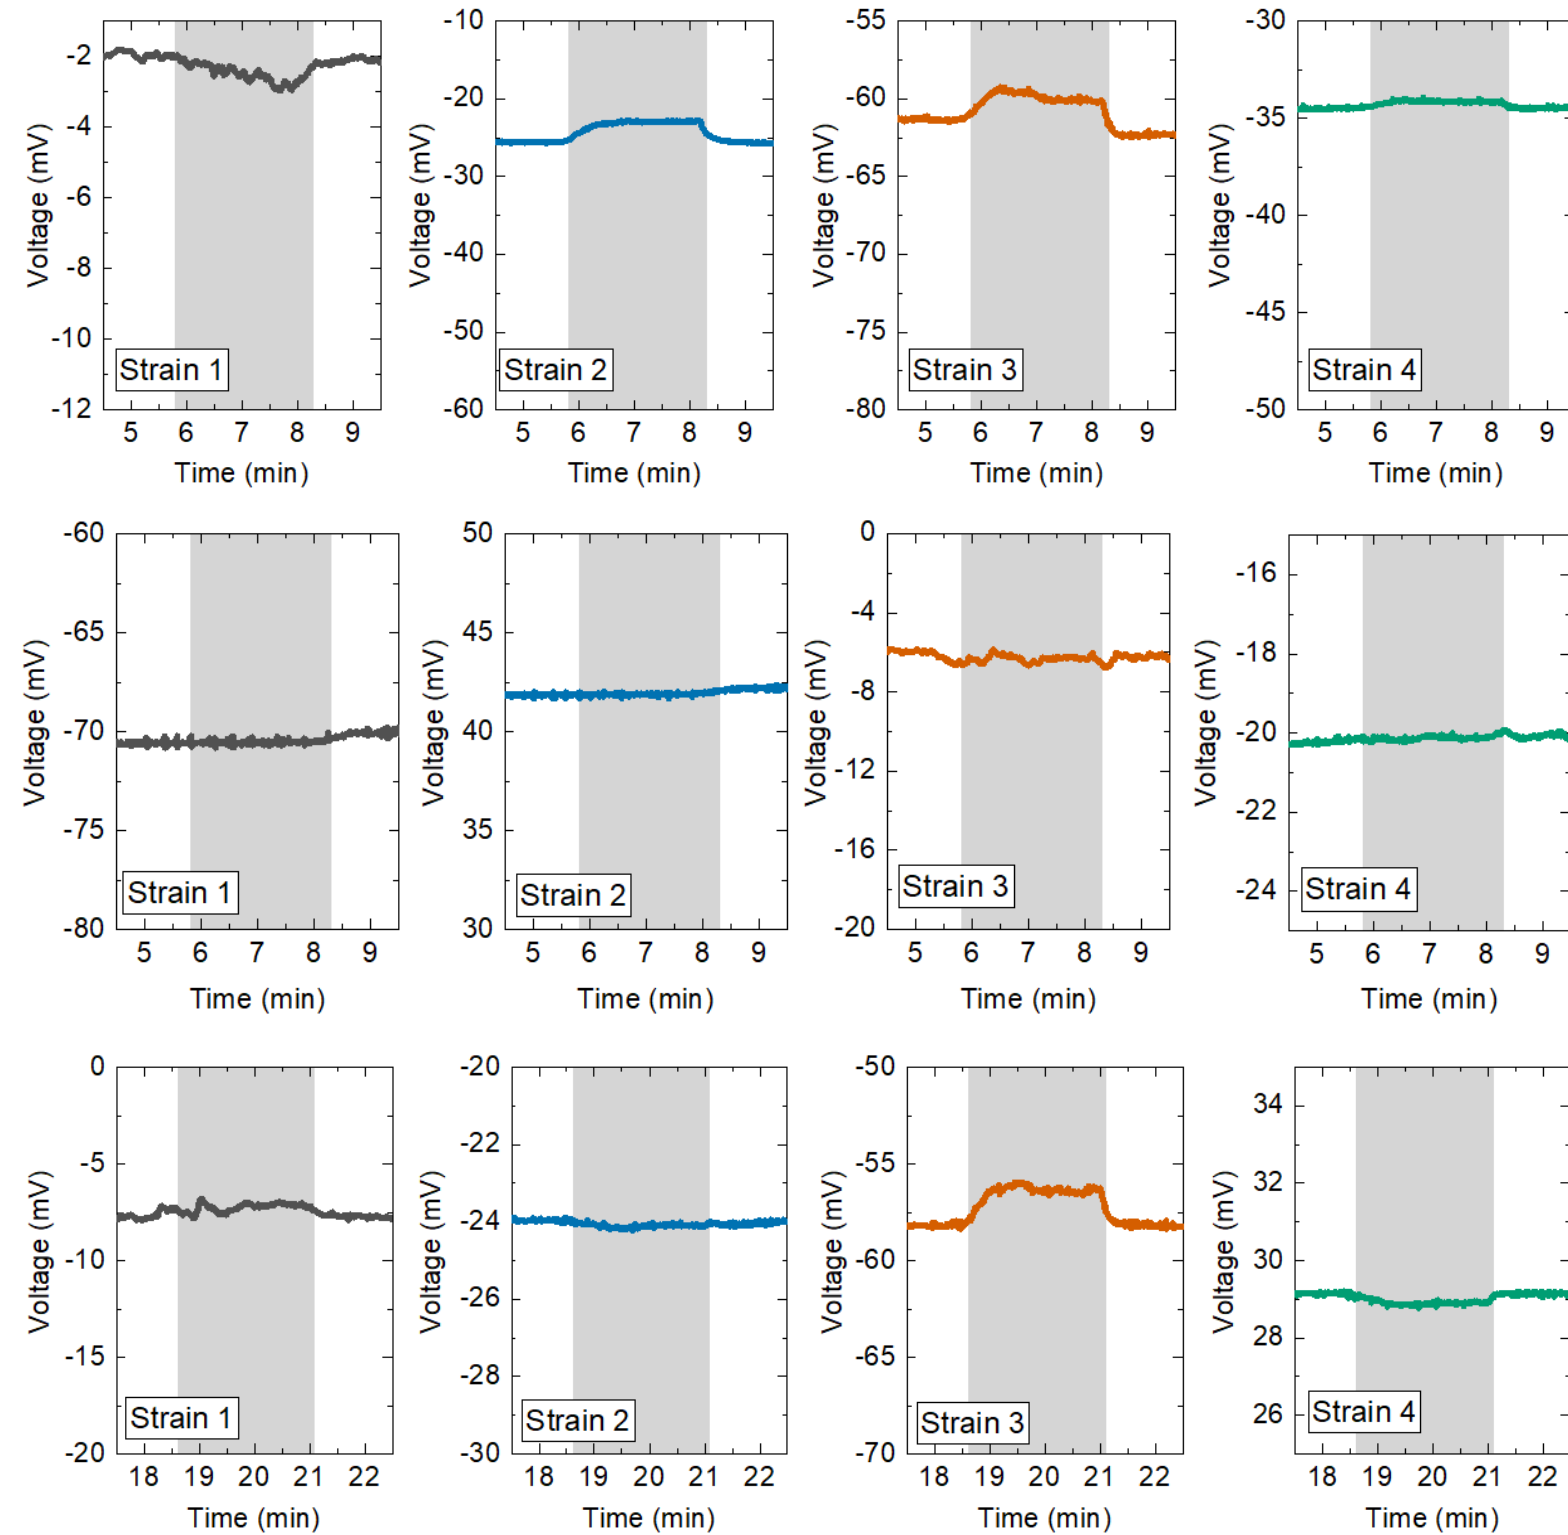 -2
-4
-6
-8
-10
-12
Voltage (mV)
Strain 1
5 6 7 8 9
Time (min)
-10
-20
-30
-40
-50
-60
Voltage (mV)
Strain 2
5 6 7 8 9
Time (min)
-55
-60
-65
-70
-75
-80
Voltage (mV)
Strain 3
5 6 7 8 9
Time (min)
-30
-35
-40
-45
-50
Voltage (mV)
Strain 4
5 6 7 8 9
Time (min)
-60
-65
-70
-75
-80
Voltage (mV)
Strain 1
5 6 7 8 9
Time (min)
50
45
40
35
30
Voltage (mV)
Strain 2
5 6 7 8 9
Time (min)
0
-4
-8
-12
-16
-20
Voltage (mV)
Strain 3
5 6 7 8 9
Time (min)
-16
-18
-20
-22
-24
Voltage (mV)
Strain 4
5 6 7 8 9
Time (min)
0
-5
-10
-15
-20
Voltage (mV)
Strain 1
18 19 20 21 22
Time (min)
-20
-22
-24
-26
-28
-30
Voltage (mV)
Strain 2
18 19 20 21 22
Time (min)
-50
-55
-60
-65
-70
Voltage (mV)
Strain 3
18 19 20 21 22
Time (min)
34
32
30
28
26
Voltage (mV)
Strain 4
18 19 20 21 22
Time (min)